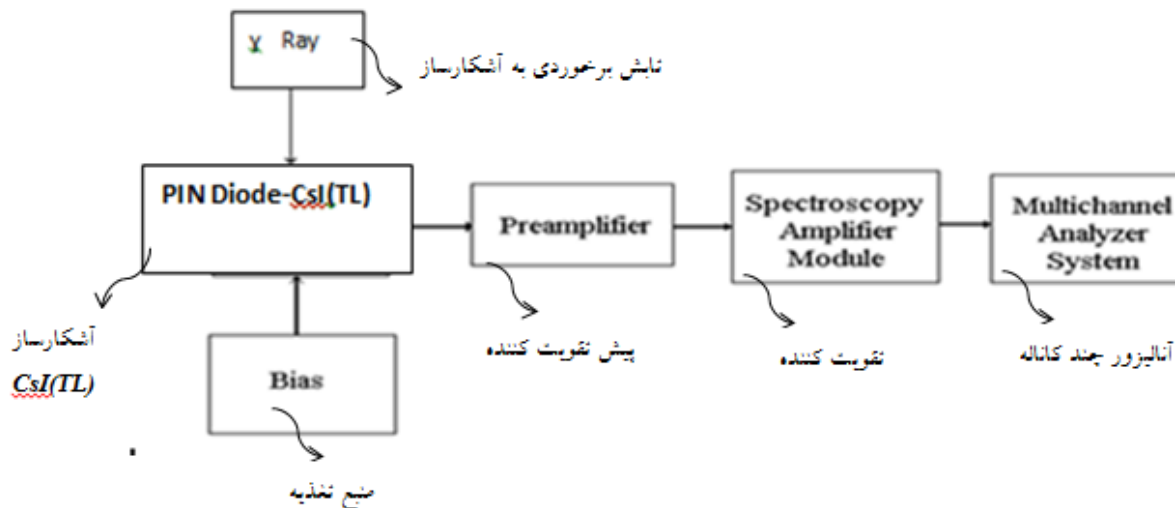 γ Ray
تابش برخوردی به آشکارساز
PIN Diode-CsI(TL)
Preamplifier
Spectroscopy
Amplifier
Module
Multichannel
Analyzer
System
آشکارساز
CsI(TL)
پیش تقویت کننده
تقویت کننده
آنالیزور چند کاناله
Bias
منبع تغذیه